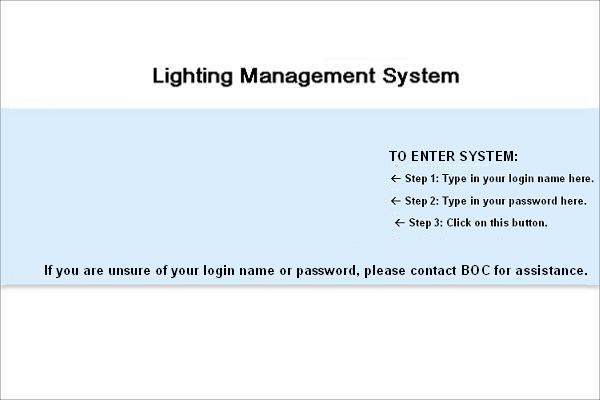 Lighting Management System
TO ENTER SYSTEM:
← Step 1: Type in your login name here.
← Step 2: Type in your password here.
← Step 3: Click on this button.
If you are unsure of your login name or password, please contact BOC for assistance.